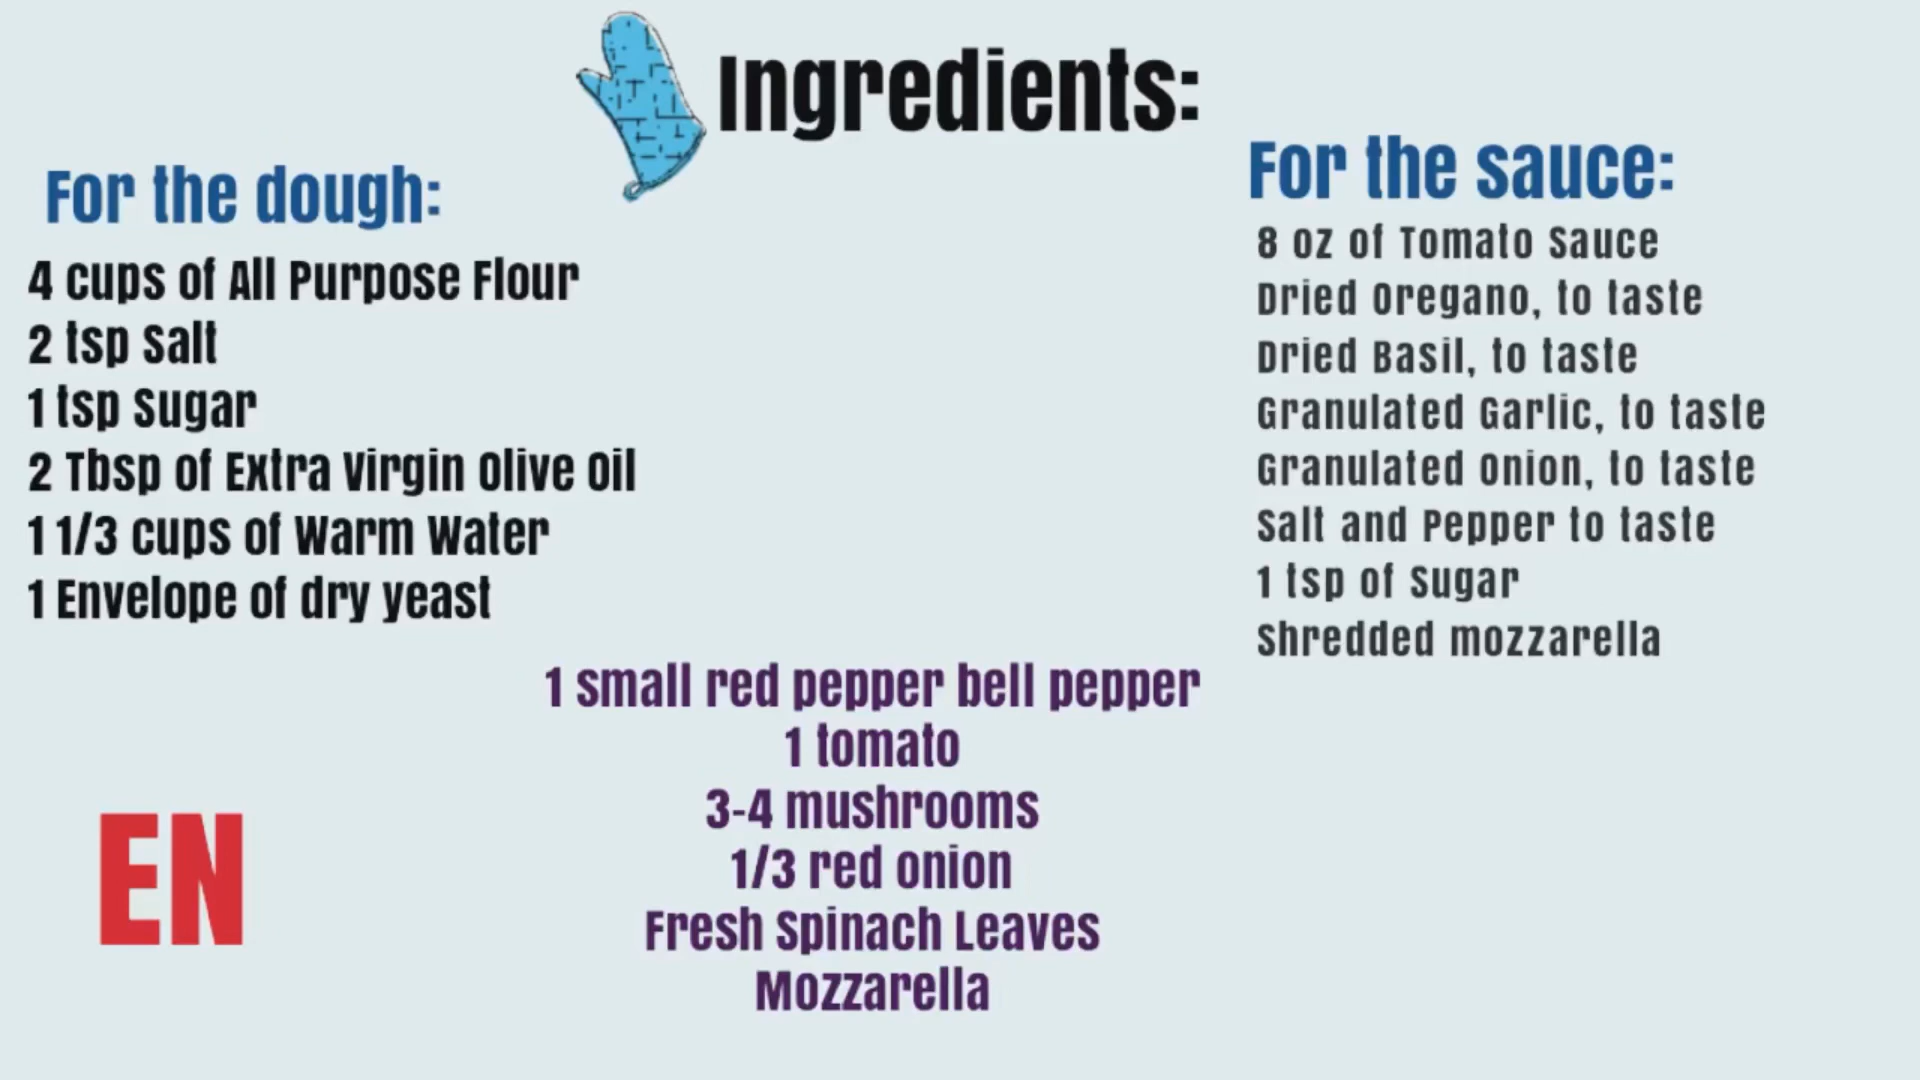 Ingredients:
For the dough:
4 cups of All Purpose Flour
2 tsp Salt
1 tsp Sugar
2 Tbsp of Extra Virgin Olive Oil
1 1/3 cups of Warm Water
1 Envelope of dry yeast
For the sauce:
8 oz of Tomato Sauce
Dried Oregano, to taste
Dried Basil, to taste
Granulated Garlic, to taste
Granulated Onion, to taste
Salt and Pepper to taste
1 tsp of Sugar
Shredded mozzarella
1 small red pepper bell pepper
1 tomato
3-4 mushrooms
1/3 red onion
Fresh Spinach Leaves
Mozzarella
EN